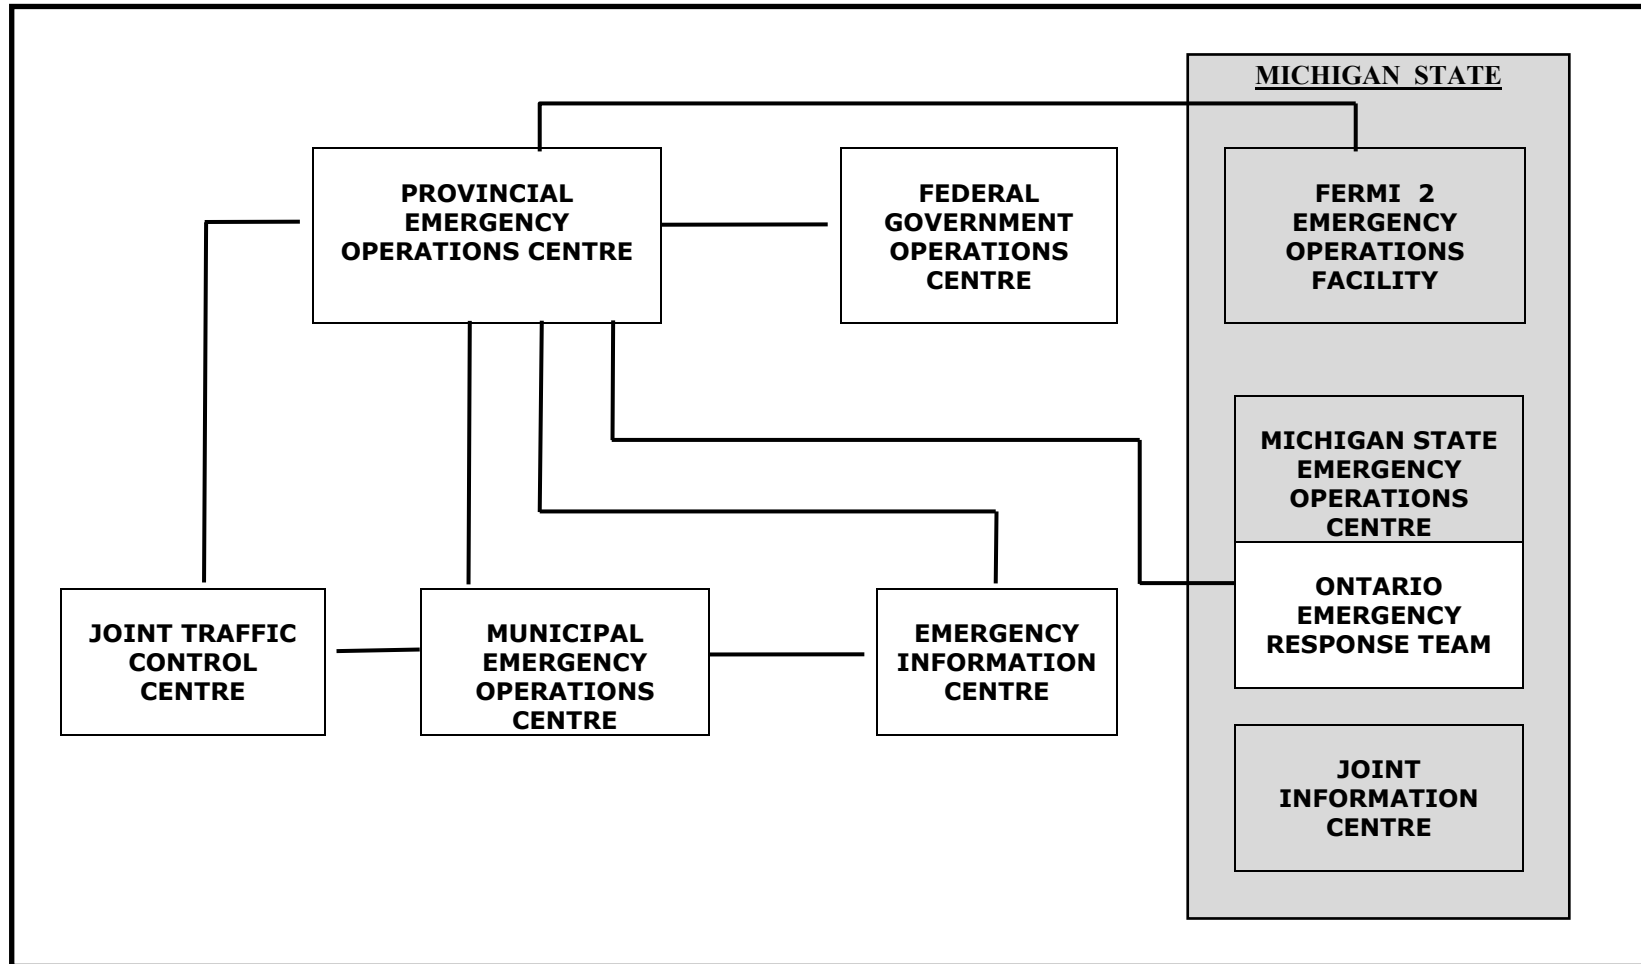 MICHIGAN STATE
PROVINCIAL
EMERGENCY
OPERATIONS CENTRE
FEDERAL
GOVERNMENT
OPERATIONS
CENTRE
FERMI 2
EMERGENCY
OPERATIONS
FACILITY
MICHIGAN STATE
EMERGENCY
OPERATIONS
CENTRE
ONTARIO
EMERGENCY
RESPONSE TEAM
JOINT TRAFFIC
CONTROL
CENTRE
MUNICIPAL
EMERGENCY
OPERATIONS
CENTRE
EMERGENCY
INFORMATION
CENTRE
JOINT
INFORMATION
CENTRE